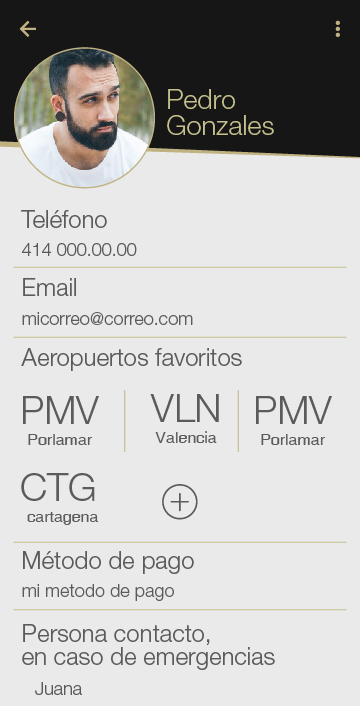 Pedro
Gonzales
Teléfono
414 000.00.00
Email
micorreo@correo.com
Aeropuertos favoritos
PMV VLN PMV
Porlamar Valencia Porlamar
CTG
cartagena
Método de pago
mi metodo de pago
Persona contacto,
en caso de emergencias
Juana